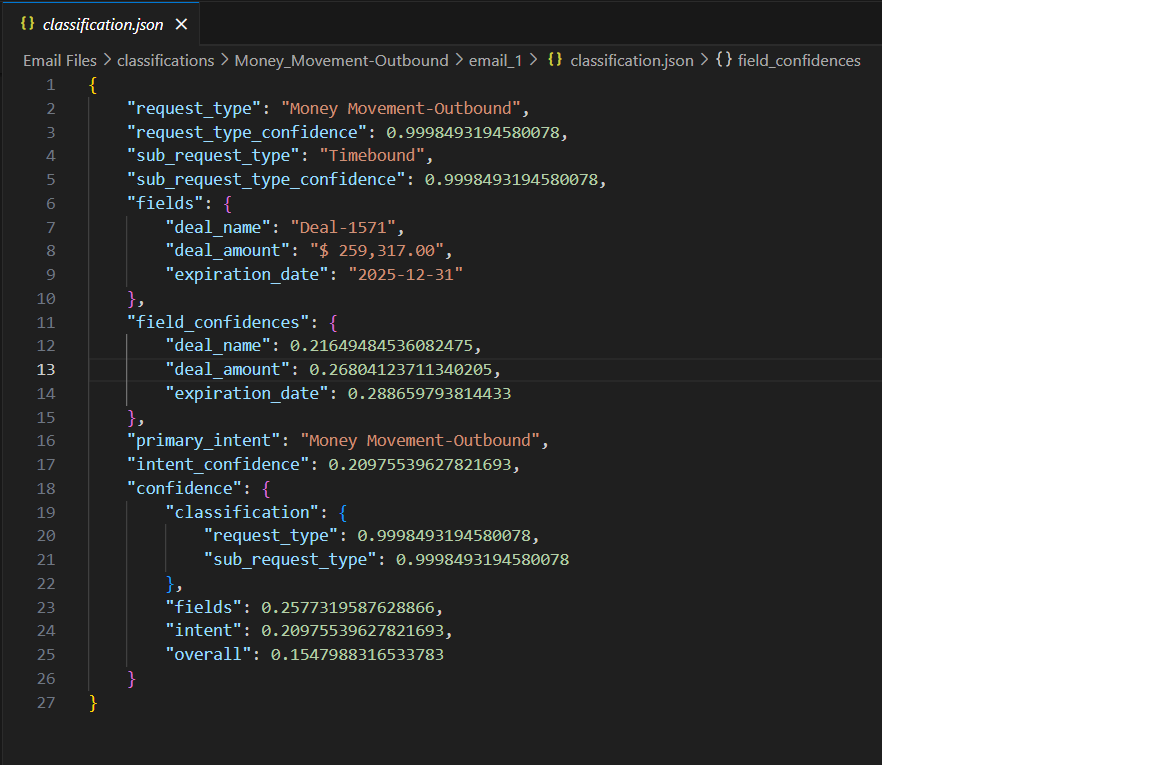 {} classification.json ×
Email Files > classifications > Money_Movement-Outbound > email_1 > {} classification.json > {} field_confidences
1 {
2 "request_type": "Money Movement-Outbound",
3 "request_type_confidence": 0.9998493194580078,
4 "sub_request_type": "Timebound",
5 "sub_request_type_confidence": 0.9998493194580078,
6 "fields": {
7 "deal_name": "Deal-1571",
8 "deal_amount": "$ 259,317.00",
9 "expiration_date": "2025-12-31"
10 },
11 "field_confidences": {
12 "deal_name": 0.21649484536082475,
13 "deal_amount": 0.26804123711340205,
14 "expiration_date": 0.288659793814433
15 },
16 "primary_intent": "Money Movement-Outbound",
17 "intent_confidence": 0.20975539627821693,
18 "confidence": {
19 "classification": {
20 "request_type": 0.9998493194580078,
21 "sub_request_type": 0.9998493194580078
22 },
23 "fields": 0.2577319587628866,
24 "intent": 0.20975539627821693,
25 "overall": 0.1547988316533783
26 }
27 }